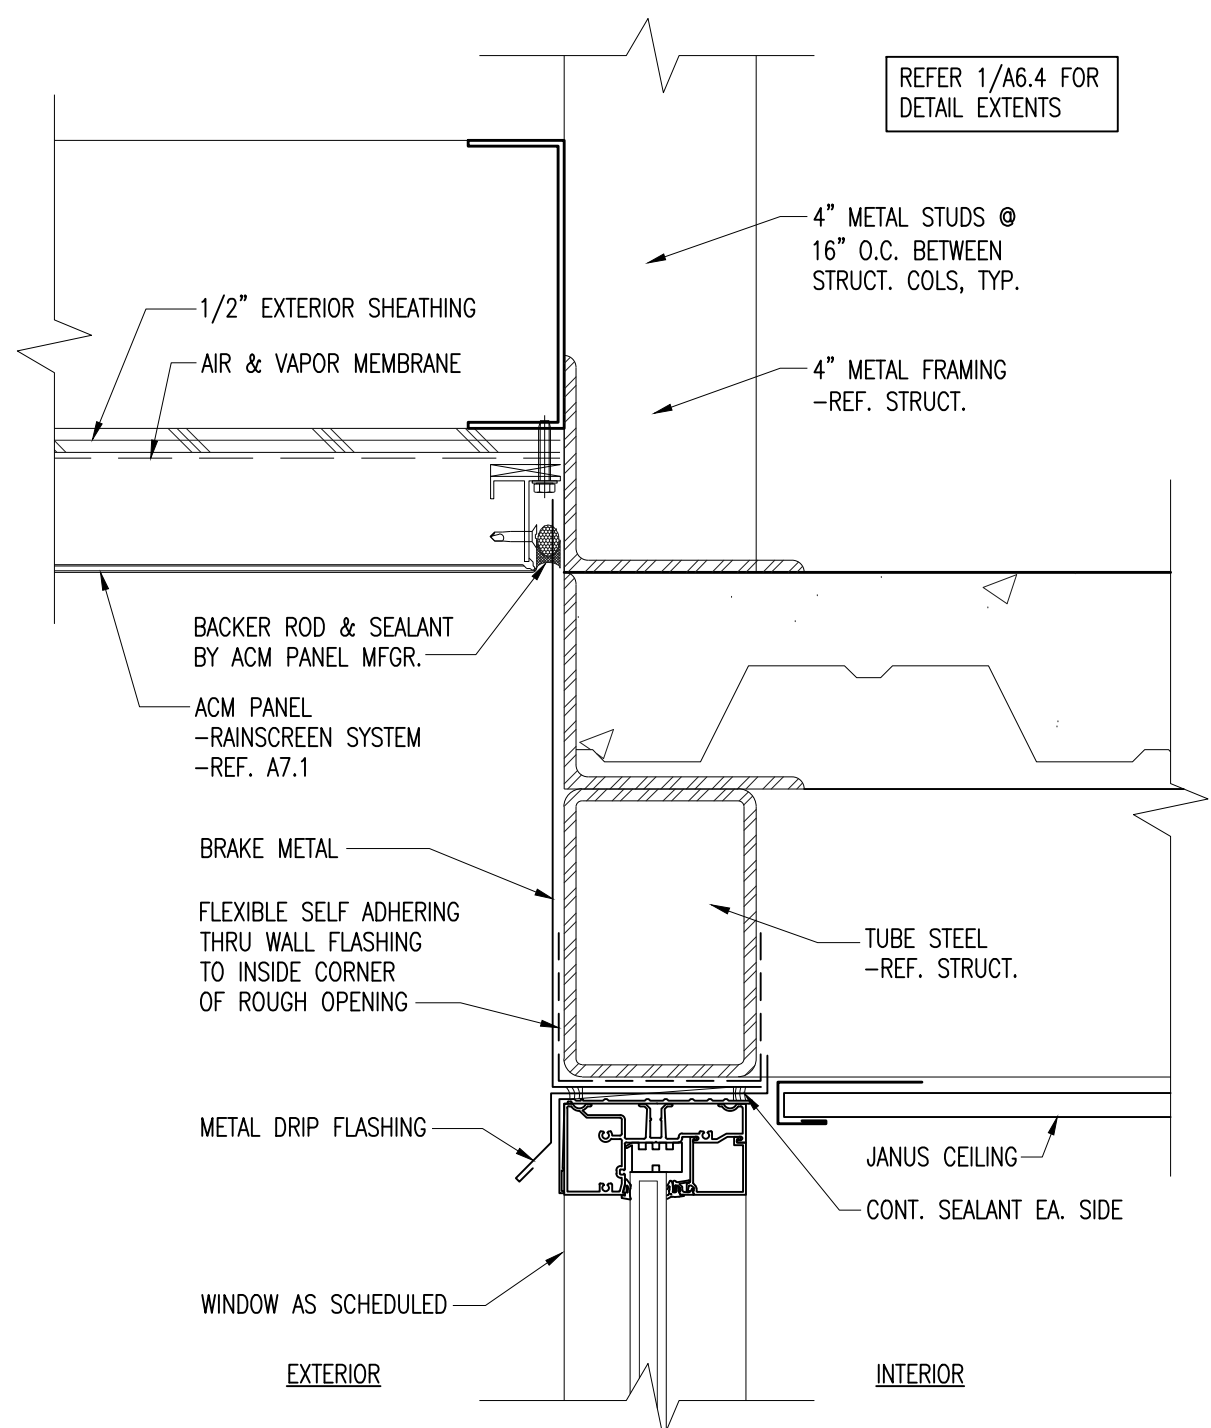 REFER 1/A6.4 FOR
DETAIL EXTENTS
4" METAL STUDS @
16" O.C. BETWEEN
STRUCT. COLS, TYP.
1/2" EXTERIOR SHEATHING
AIR & VAPOR MEMBRANE
4" METAL FRAMING
-REF. STRUCT.
BACKER ROD & SEALANT
BY ACM PANEL MFGR.
ACM PANEL
-RAINSCREEN SYSTEM
-REF. A7.1
BRAKE METAL
FLEXIBLE SELF ADHERING
THRU WALL FLASHING
TO INSIDE CORNER
OF ROUGH OPENING
TUBE STEEL
-REF. STRUCT.
METAL DRIP FLASHING
JANUS CEILING
CONT. SEALANT EA. SIDE
WINDOW AS SCHEDULED
EXTERIOR
INTERIOR